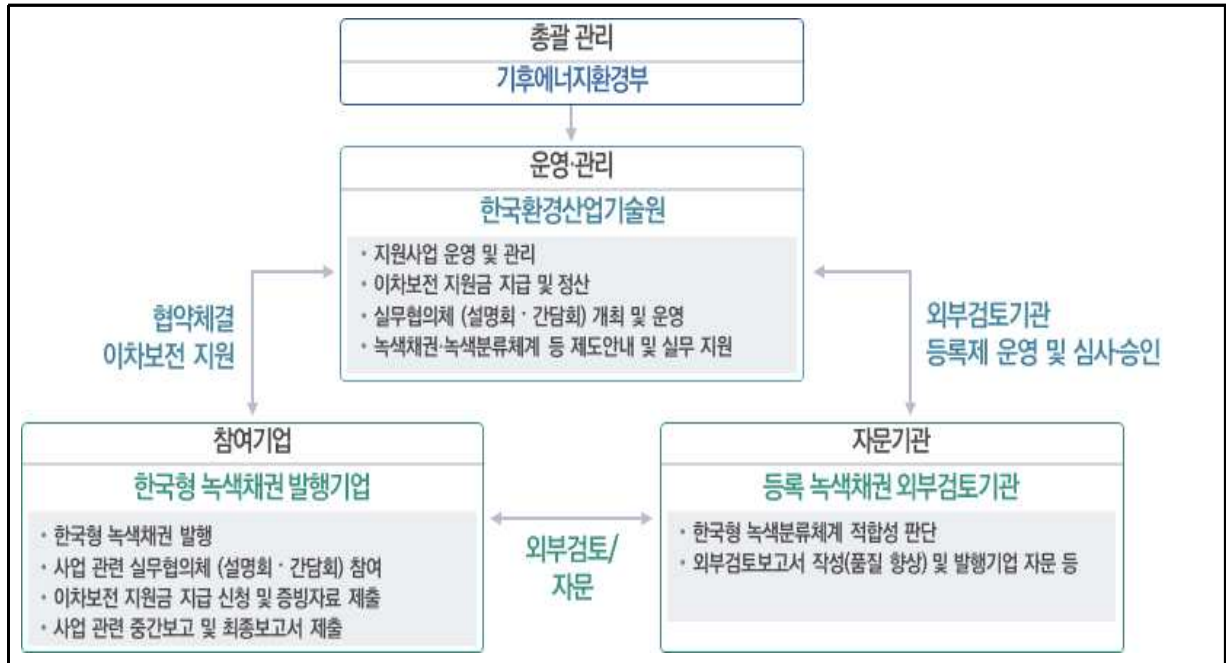 총괄 관리
기후에너지환경부
운영·관리
한국환경산업기술원
• 지원사업 운영 및 관리
• 이차보전 지원금 지급 및 정산
• 실무협의체 (설명회 · 간담회) 개최 및 운영
• 녹색채권·녹색분류체계 등 제도안내 및 실무 지원
협약체결
이차보전 지원
외부검토기관
등록제 운영 및 심사·승인
참여기업
한국형 녹색채권 발행기업
• 한국형 녹색채권 발행
• 사업 관련 실무협의체 (설명회 · 간담회) 참여
• 이차보전 지원금 지급 신청 및 증빙자료 제출
• 사업 관련 중간보고 및 최종보고서 제출
외부검토/
자문
자문기관
등록 녹색채권 외부검토기관
• 한국형 녹색분류체계 적합성 판단
• 외부검토보고서 작성(품질 향상) 및 발행기업 자문 등